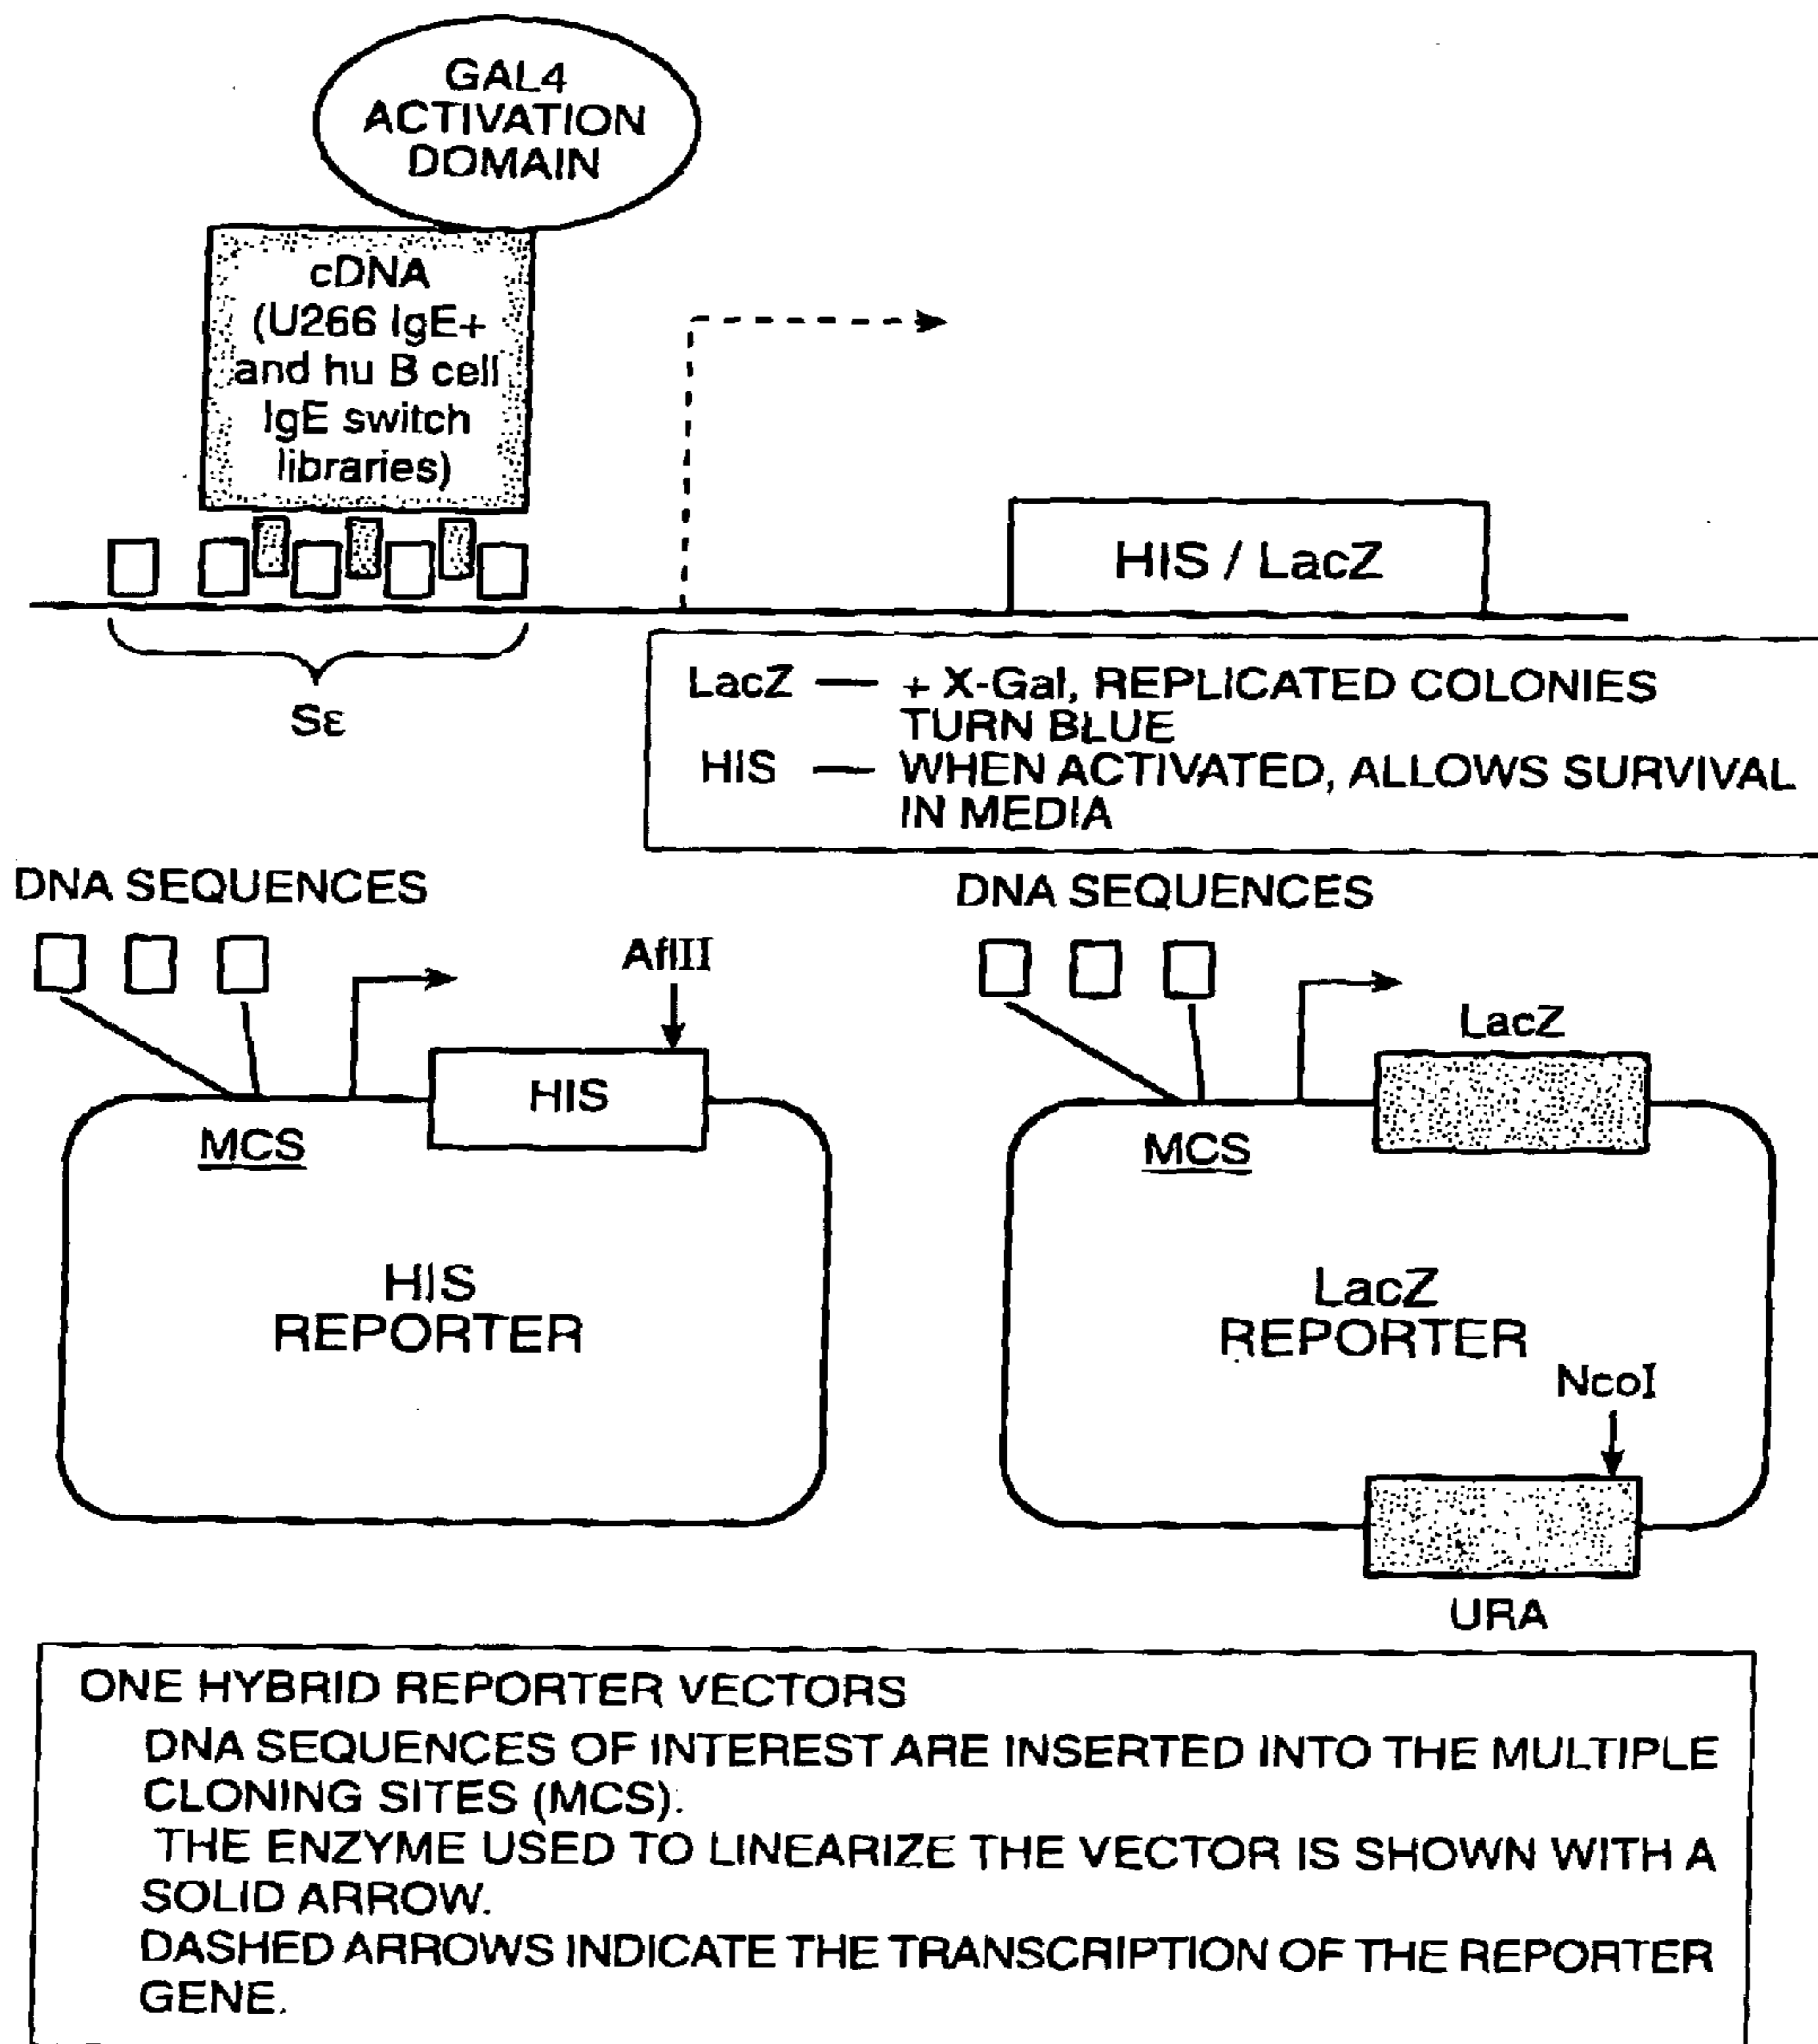 GAL4
ACTIVATION
DOMAIN
cDNA
(U266 IgE+
and hu B cell
IgE switch
libraries)
HIS / LacZ
Sε
LacZ — + X-Gal, REPLICATED COLONIES
TURN BLUE
HIS — WHEN ACTIVATED, ALLOWS SURVIVAL
IN MEDIA
DNA SEQUENCES
AflII
HIS
MCS
HIS
REPORTER
DNA SEQUENCES
LacZ
MCS
LacZ
REPORTER
NcoI
URA
ONE HYBRID REPORTER VECTORS
DNA SEQUENCES OF INTEREST ARE INSERTED INTO THE MULTIPLE
CLONING SITES (MCS).
THE ENZYME USED TO LINEARIZE THE VECTOR IS SHOWN WITH A
SOLID ARROW.
DASHED ARROWS INDICATE THE TRANSCRIPTION OF THE REPORTER
GENE.